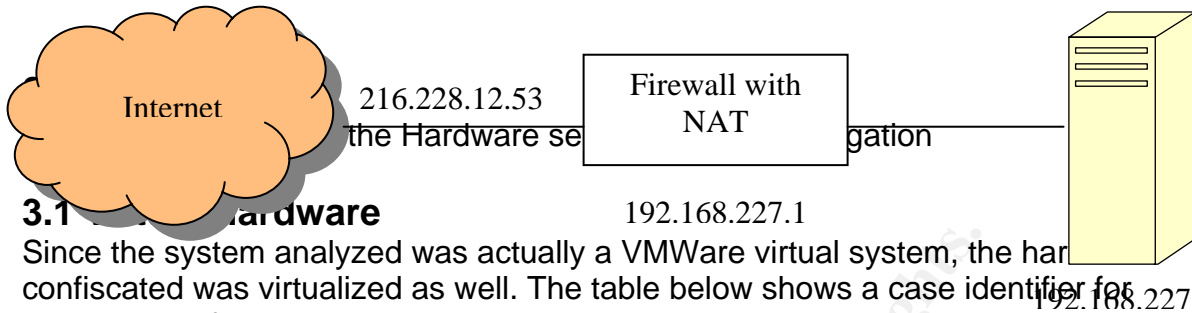 Internet
216.228.12.53
Firewall with
NAT
the Hardware se gation
3.1 ardware
192.168.227.1
Since the system analyzed was actually a VMWare virtual system, the har
confiscated was virtualized as well. The table below shows a case identifier for
192.168.227